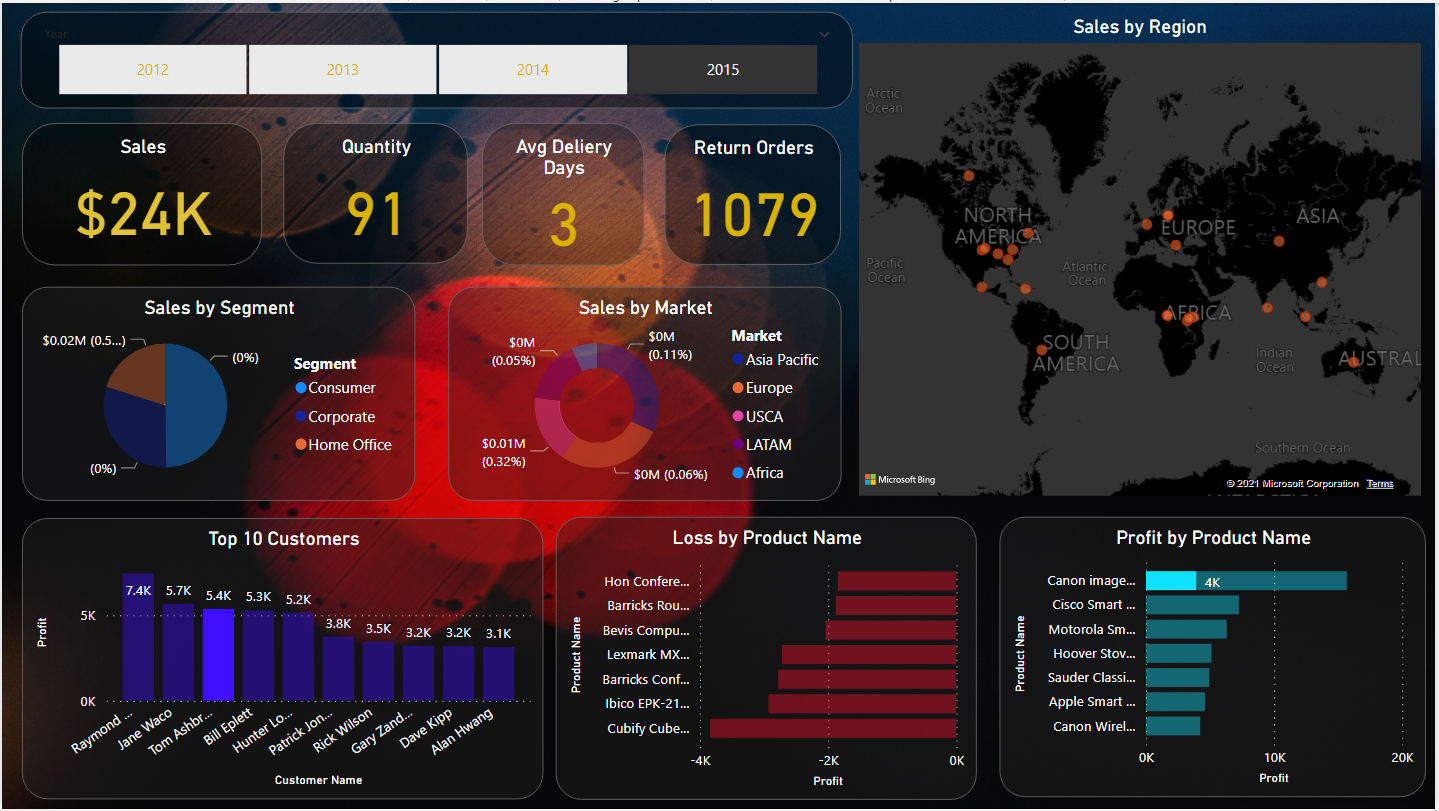 Year
2012
2013
2014
2015
Sales
$24K
Quantity
91
Avg Deliery
Days
3
Return Orders
1079
Sales by Region
Arctic
Ocean
NORTH
AMERICA
EUROPE
ASIA
Pacific
Ocean
Atlantic
Ocean
AFRICA
SOUTH
AMERICA
Indian
Ocean
AUSTRAL
Southern Ocean
Microsoft Bing
© 2021 Microsoft Corporation Terms
Sales by Segment
$0.02M (0.5...)
(0%)
(0%)
Segment
Consumer
Corporate
Home Office
Sales by Market
$0M
(0.05%)
$0M
(0.11%)
$0.01M
(0.32%)
$0M (0.06%)
Market
Asia Pacific
Europe
USCA
LATAM
Africa
Top 10 Customers
Profit
5K
0K
7.4K
5.7K
5.4K
5.3K
5.2K
3.8K
3.5K
3.2K
3.2K
3.1K
Raymond ...
Jane Waco
Tom Ashbr...
Bill Eplett
Hunter Lo...
Patrick Jon...
Rick Wilson
Gary Zand...
Dave Kipp
Alan Hwang
Customer Name
Loss by Product Name
Product Name
Hon Confere...
Barricks Rou...
Bevis Compu...
Lexmark MX...
Barricks Conf...
Ibico EPK-21...
Cubify Cube...
-4K
-2K
0K
Profit
Profit by Product Name
Product Name
Canon image...
4K
Cisco Smart ...
Motorola Sm...
Hoover Stov...
Sauder Classi...
Apple Smart ...
Canon Wirel...
0K
10K
20K
Profit